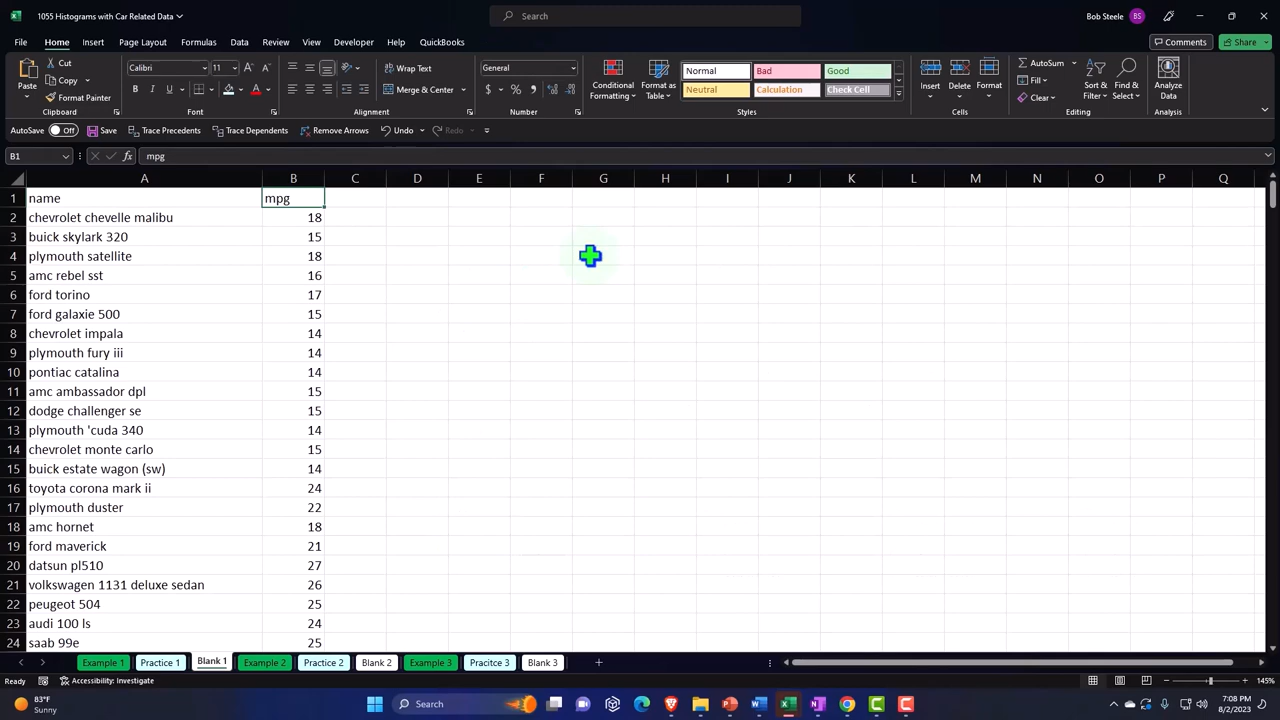 1055 Histograms with Car Related Data
Search
Bob Steele
BS
File Home Insert Page Layout Formulas Data Review View Developer Help QuickBooks
Comments
Share
Paste
Cut
Copy
Format Painter
Calibri 11
Wrap Text
Merge & Center
General
Conditional Formatting
Format as Table
Normal Bad Good
Neutral Calculation Check Cell
Insert Delete Format
AutoSum
Fill
Clear
Sort & Filter
Find & Select
Analyze Data
Clipboard Font Alignment Number Styles Cells Editing Analysis
AutoSave Off Save Trace Precedents Trace Dependents Remove Arrows Undo Redo
B1 fx mpg
A B C D E F G H I J K L M N O P Q
1 name mpg
2 chevrolet chevelle malibu 18
3 buick skylark 320 15
4 plymouth satellite 18
5 amc rebel sst 16
6 ford torino 17
7 ford galaxie 500 15
8 chevrolet impala 14
9 plymouth fury iii 14
10 pontiac catalina 14
11 amc ambassador dpl 15
12 dodge challenger se 15
13 plymouth 'cuda 340 14
14 chevrolet monte carlo 15
15 buick estate wagon (sw) 14
16 toyota corona mark ii 24
17 plymouth duster 22
18 amc hornet 18
19 ford maverick 21
20 datsun pl510 27
21 volkswagen 1131 deluxe sedan 26
22 peugeot 504 25
23 audi 100 ls 24
24 saab 99e 25
Example 1 Practice 1 Blank 1 Example 2 Practice 2 Blank 2 Example 3 Pracitce 3 Blank 3
Ready Accessibility: Investigate 145%
83°F
Sunny
Search
7:08 PM
8/2/2023